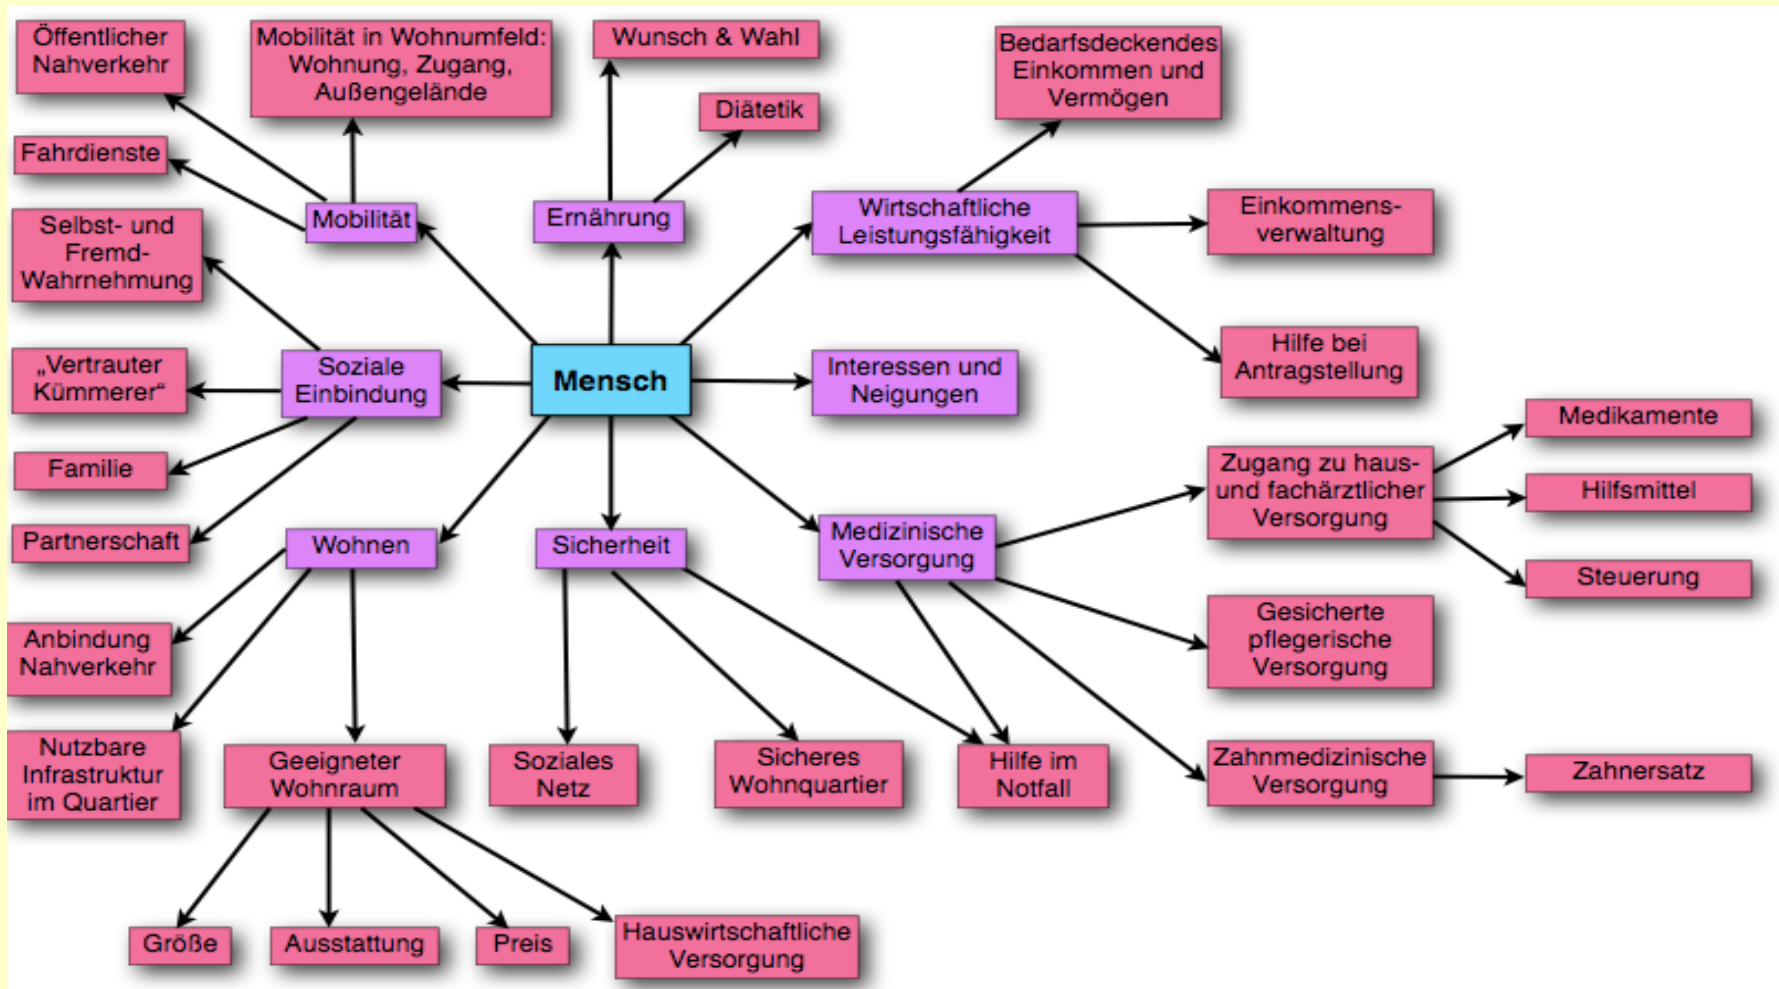 Öffentlicher
Nahverkehr
Mobilität in Wohnumfeld:
Wohnung, Zugang,
Außengelände
Wunsch & Wahl
Diätetik
Bedarfsdeckendes
Einkommen und
Vermögen
Fahrdienste
Mobilität
Ernährung
Wirtschaftliche
Leistungsfähigkeit
Einkommens-
verwaltung
Selbst- und
Fremd-
Wahrnehmung
Hilfe bei
Antragstellung
„Vertrauter
Kümmerer“
Soziale
Einbindung
Mensch
Interessen und
Neigungen
Medikamente
Familie
Zugang zu haus-
und fachärztlicher
Versorgung
Hilfsmittel
Partnerschaft
Wohnen
Sicherheit
Medizinische
Versorgung
Steuerung
Anbindung
Nahverkehr
Gesicherte
pflegerische
Versorgung
Nutzbare
Infrastruktur
im Quartier
Geeigneter
Wohnraum
Soziales
Netz
Sicheres
Wohnquartier
Hilfe im
Notfall
Zahnmedizinische
Versorgung
Zahnersatz
Größe
Ausstattung
Preis
Hauswirtschaftliche
Versorgung